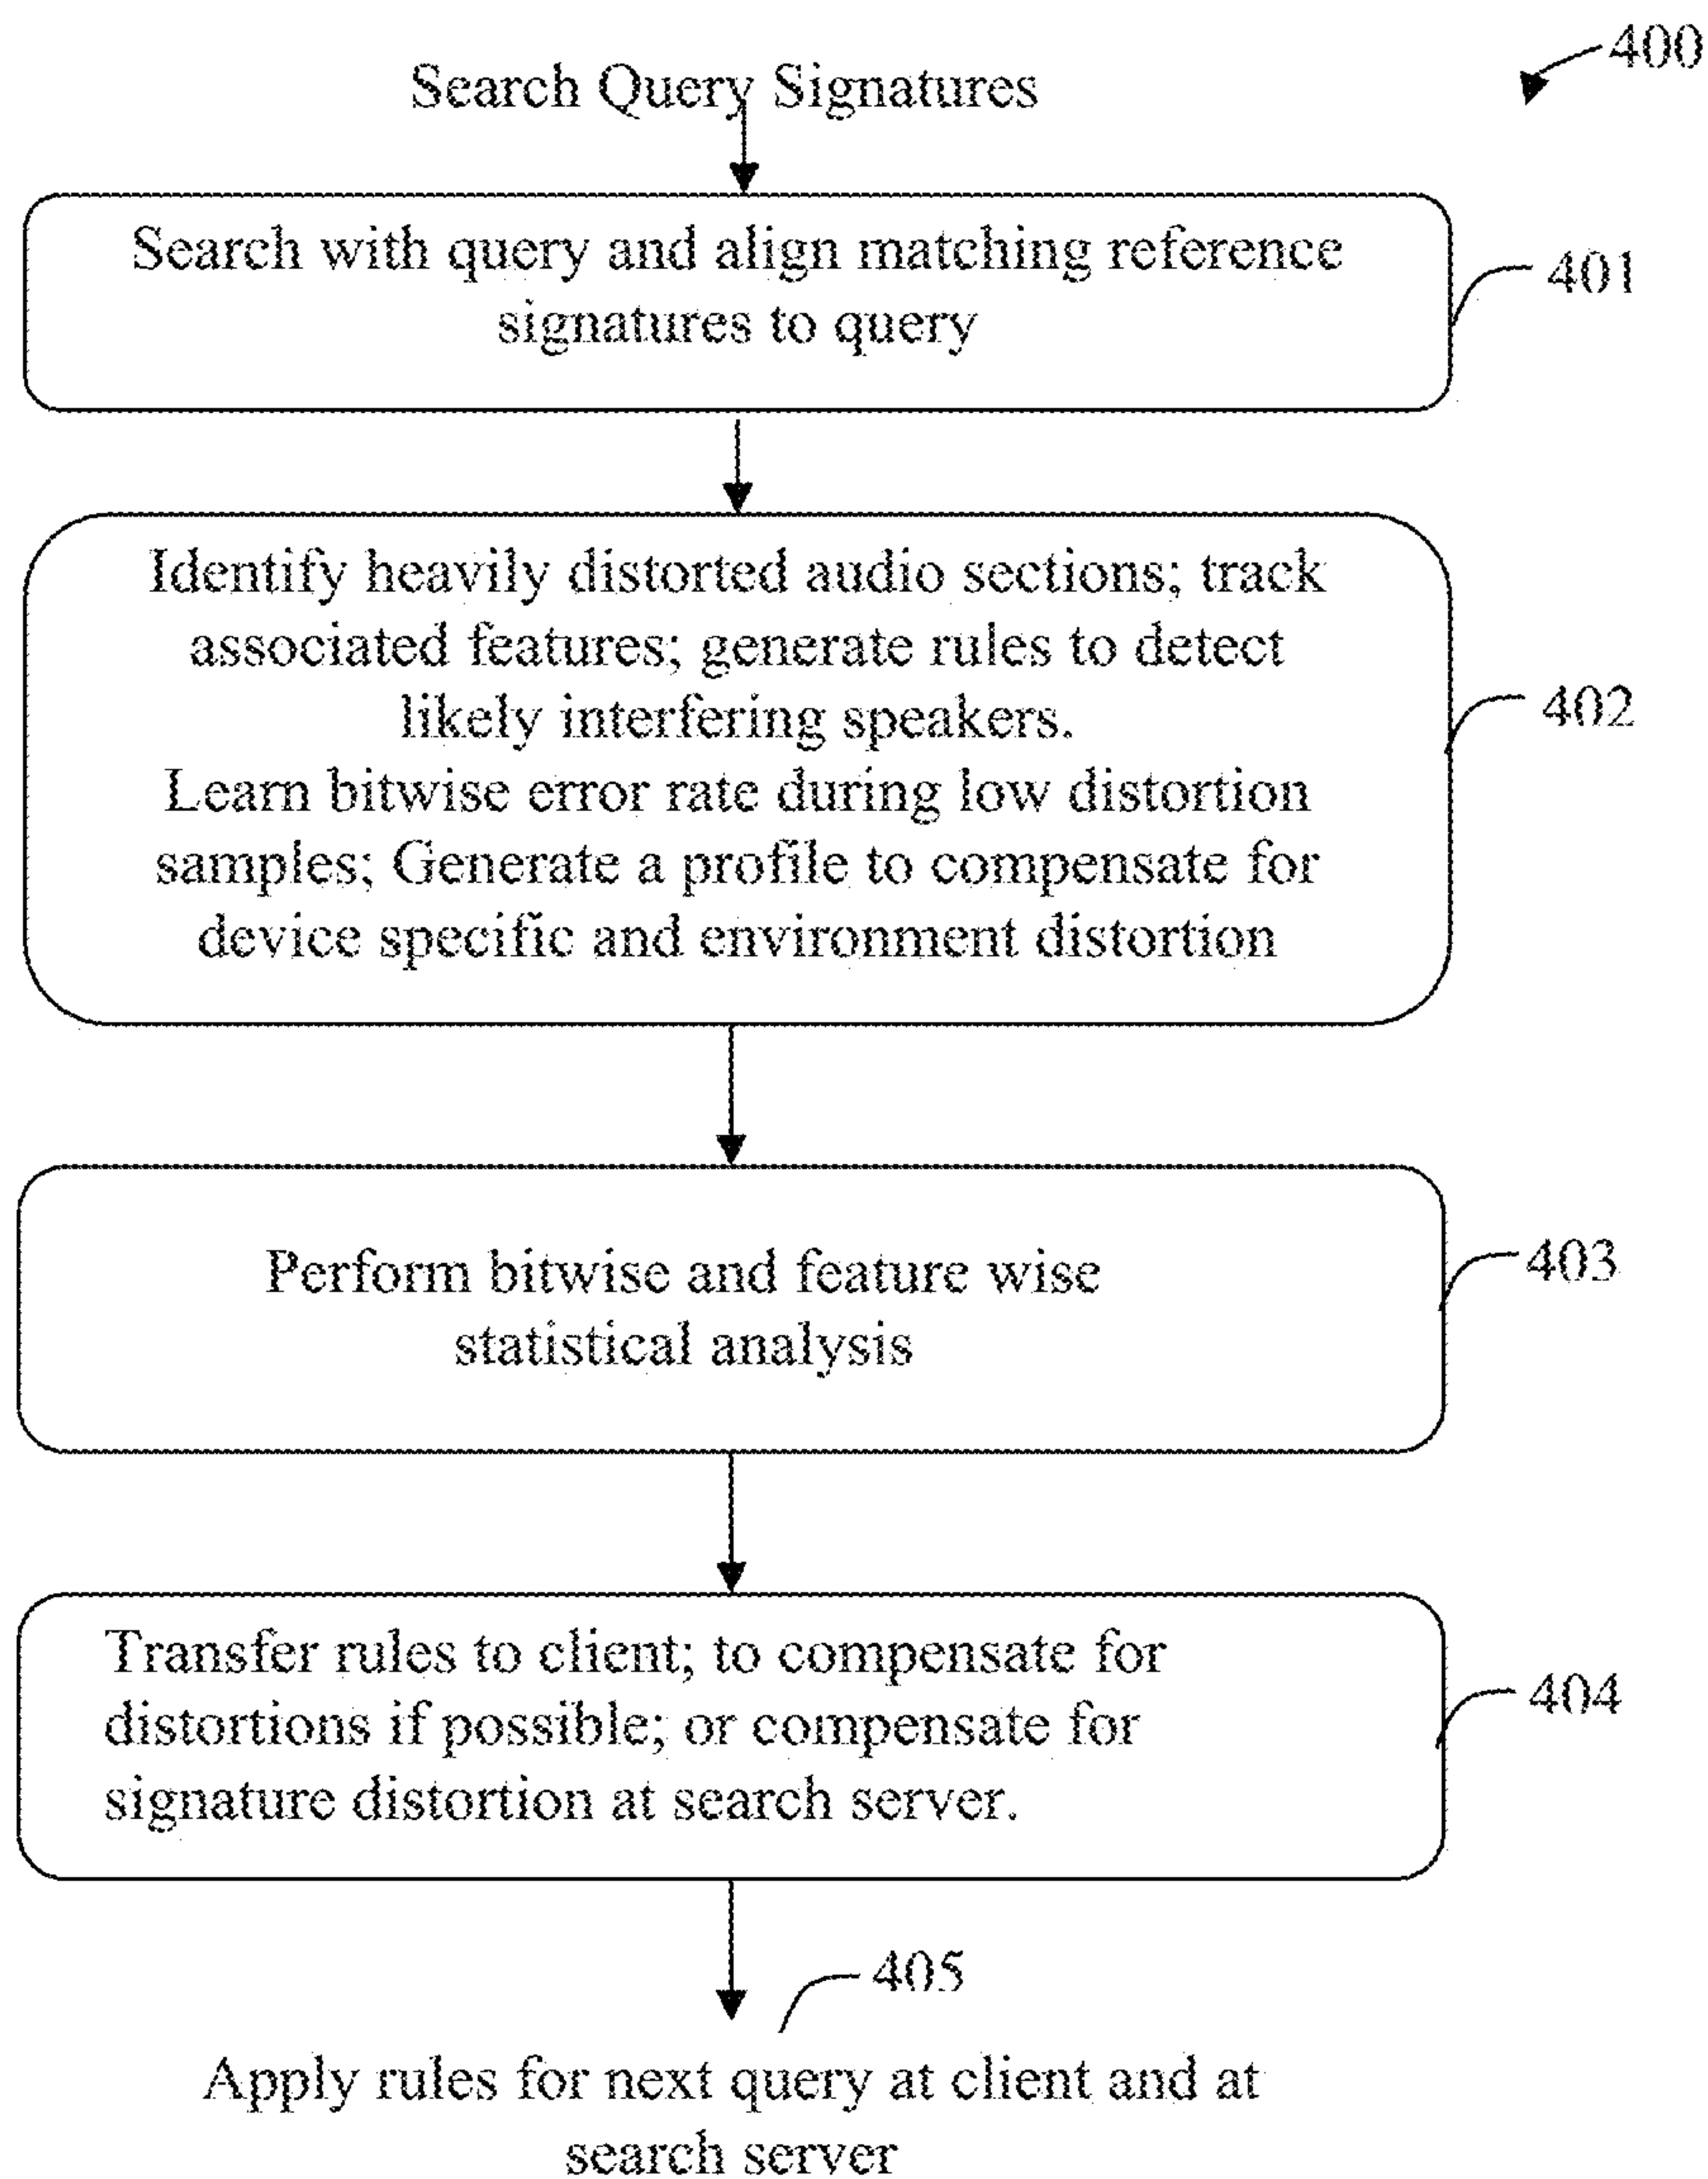 400
Search Query Signatures
Search with query and align matching reference
signatures to query
401
Identify heavily distorted audio sections; track
associated features; generate rules to detect
likely interfering speakers.
Learn bitwise error rate during low distortion
samples; Generate a profile to compensate for
device specific and environment distortion
402
Perform bitwise and feature wise
statistical analysis
403
Transfer rules to client; to compensate for
distortions if possible; or compensate for
signature distortion at search server.
404
405
Apply rules for next query at client and at
search server